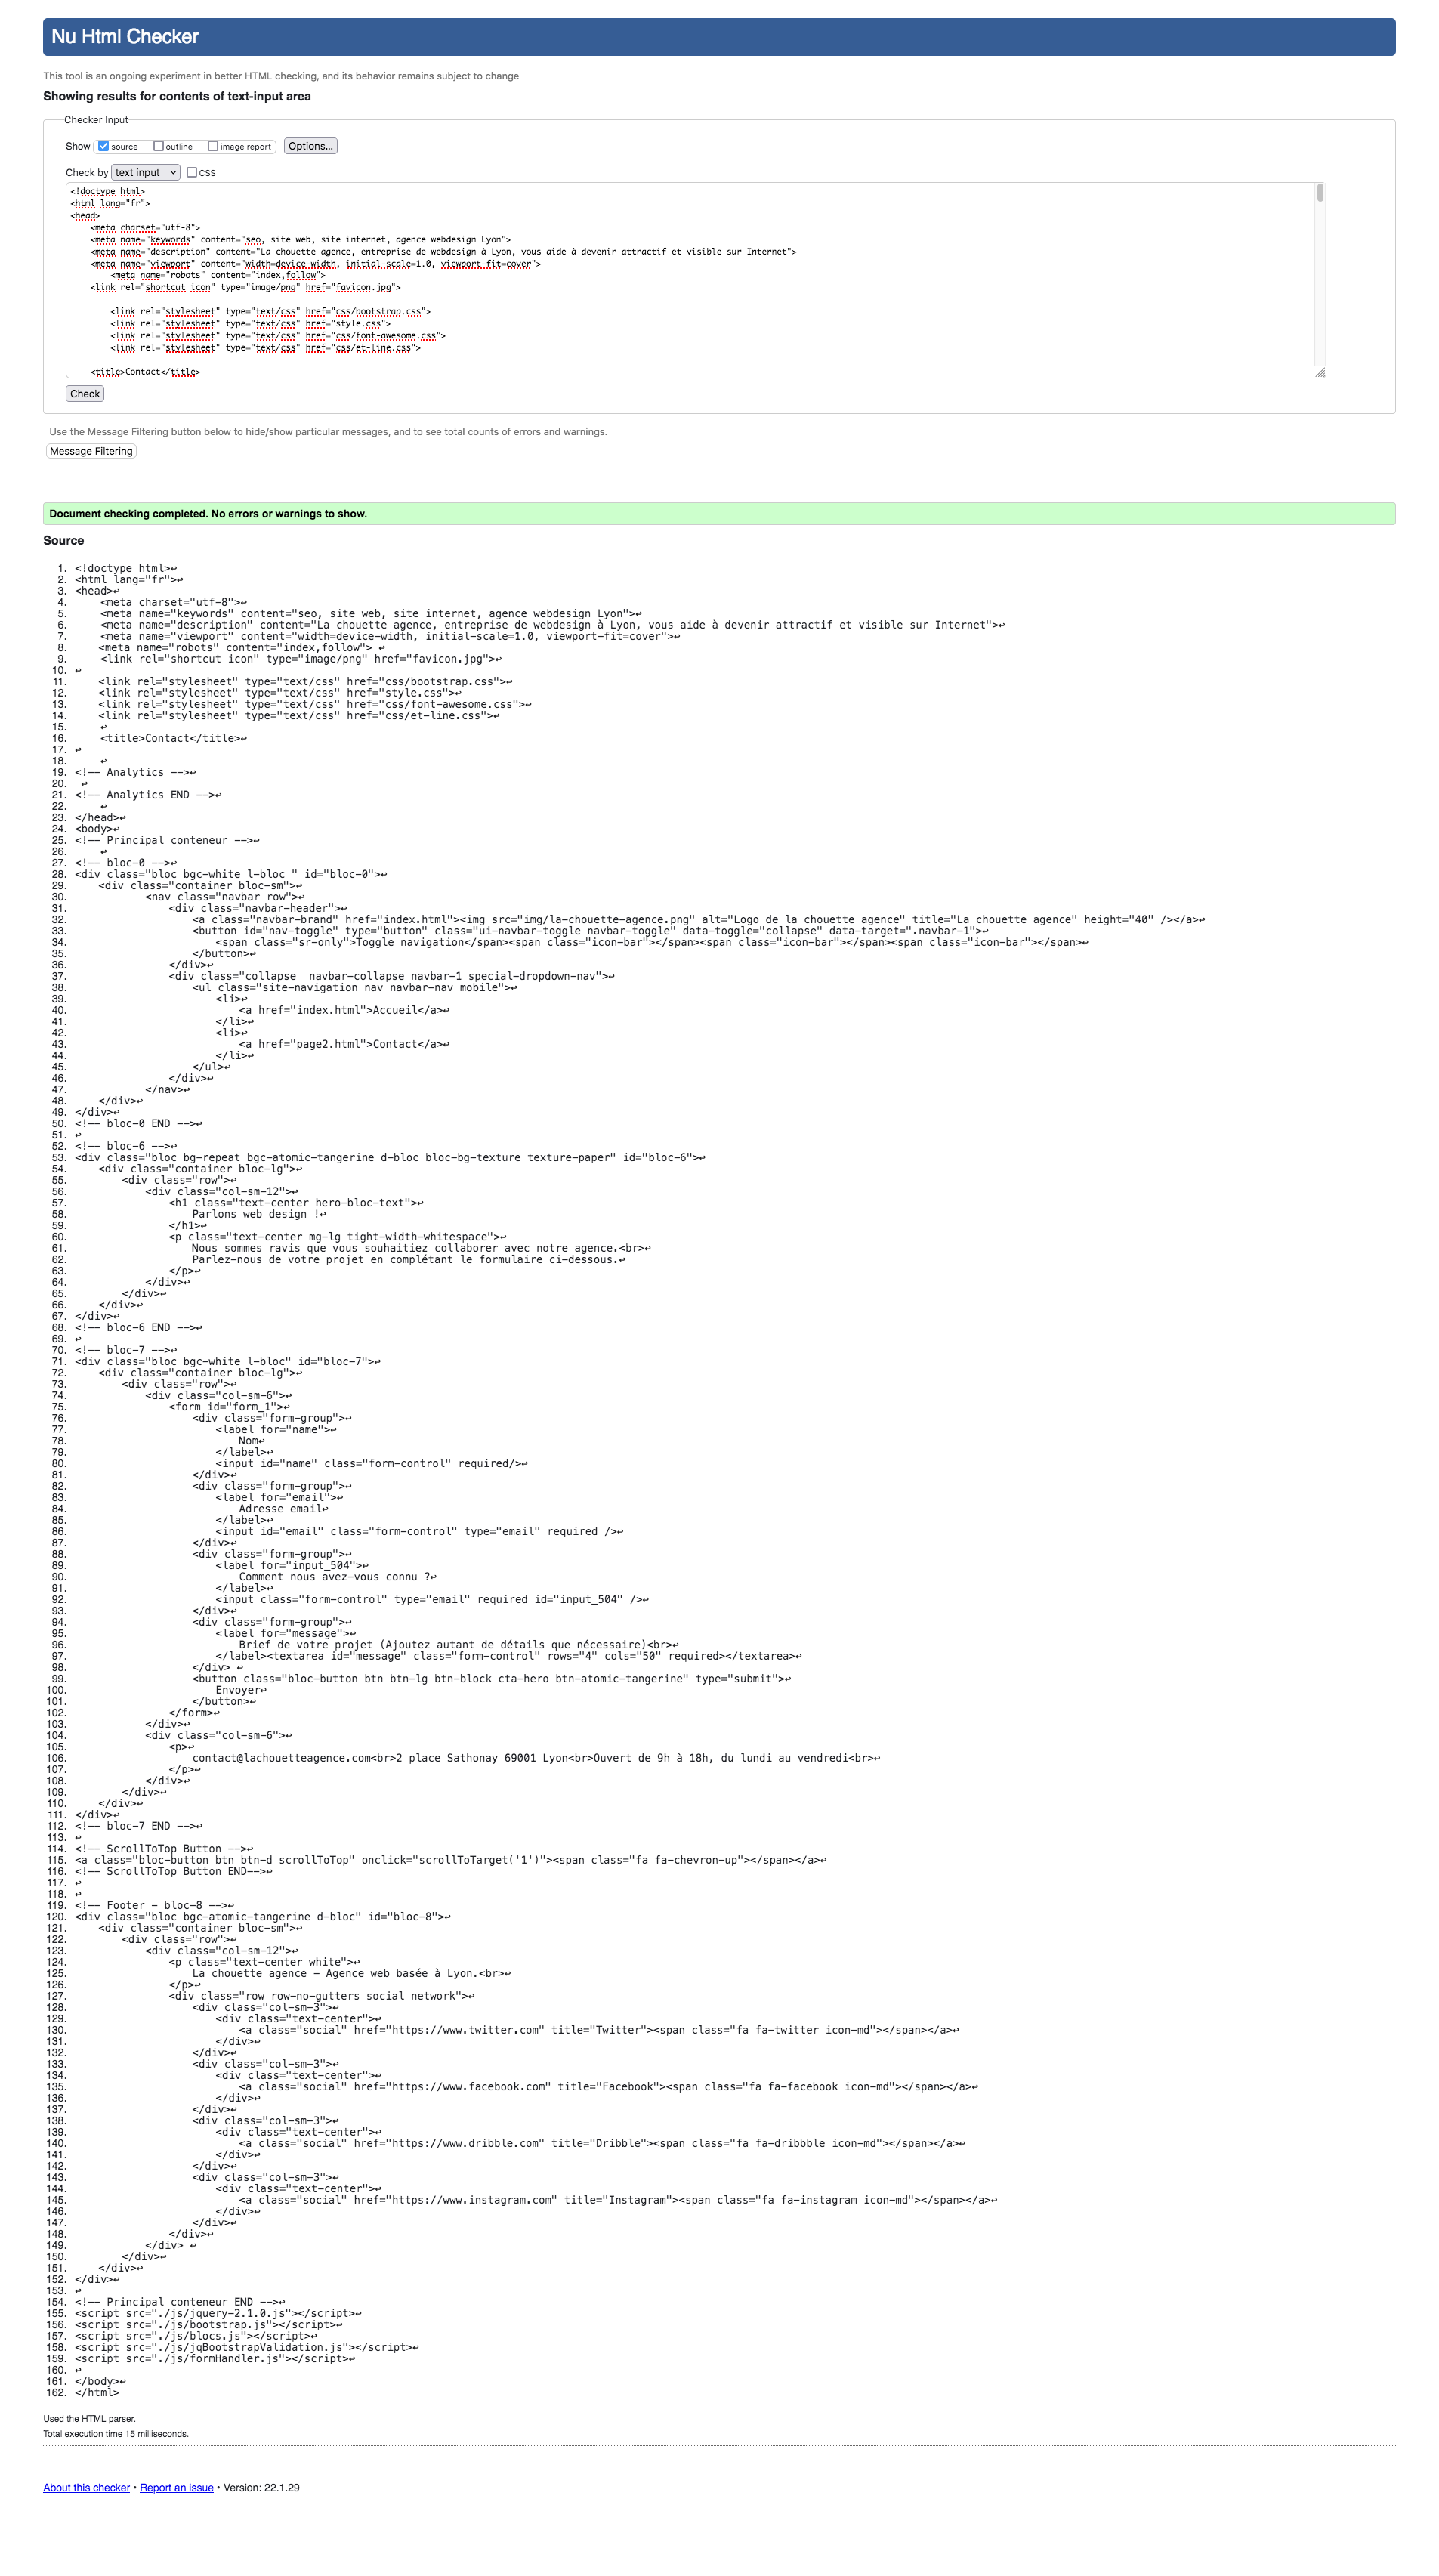 Nu Html Checker
This tool is an ongoing experiment in better HTML checking, and its behavior remains subject to change
Showing results for contents of text-input area
Checker Input
Show source outline image report Options...
Check by text input CSS
<!doctype html>
<html lang="fr">
<head>
<meta charset="utf-8">
<meta name="keywords" content="seo, site web, site internet, agence webdesign Lyon">
<meta name="description" content="La chouette agence, entreprise de webdesign à Lyon, vous aide à devenir attractif et visible sur Internet">
<meta name="viewport" content="width=device-width, initial-scale=1.0, viewport-fit=cover">
<meta name="robots" content="index,follow">
<link rel="shortcut icon" type="image/png" href="favicon.jpg">
<link rel="stylesheet" type="text/css" href="css/bootstrap.css">
<link rel="stylesheet" type="text/css" href="style.css">
<link rel="stylesheet" type="text/css" href="css/font-awesome.css">
<link rel="stylesheet" type="text/css" href="css/et-line.css">
<title>Contact</title>
Check
Use the Message Filtering button below to hide/show particular messages, and to see total counts of errors and warnings.
Message Filtering
Document checking completed. No errors or warnings to show.
Source
1. <!doctype html>↩
2. <html lang="fr">↩
3. <head>↩
4. <meta charset="utf-8">↩
5. <meta name="keywords" content="seo, site web, site internet, agence webdesign Lyon">↩
6. <meta name="description" content="La chouette agence, entreprise de webdesign à Lyon, vous aide à devenir attractif et visible sur Internet">↩
7. <meta name="viewport" content="width=device-width, initial-scale=1.0, viewport-fit=cover">↩
8. <meta name="robots" content="index,follow"> ↩
9. <link rel="shortcut icon" type="image/png" href="favicon.jpg">↩
10. ↩
11. <link rel="stylesheet" type="text/css" href="css/bootstrap.css">↩
12. <link rel="stylesheet" type="text/css" href="style.css">↩
13. <link rel="stylesheet" type="text/css" href="css/font-awesome.css">↩
14. <link rel="stylesheet" type="text/css" href="css/et-line.css">↩
15. ↩
16. <title>Contact</title>↩
17. ↩
18. ↩
19. <!-- Analytics -->↩
20. ↩
21. <!-- Analytics END -->↩
22. ↩
23. </head>↩
24. <body>↩
25. <!-- Principal conteneur -->↩
26. ↩
27. <!-- bloc-0 -->↩
28. <div class="bloc bgc-white l-bloc " id="bloc-0">↩
29. <div class="container bloc-sm">↩
30. <nav class="navbar row">↩
31. <div class="navbar-header">↩
32. <a class="navbar-brand" href="index.html"><img src="img/la-chouette-agence.png" alt="Logo de la chouette agence" title="La chouette agence" height="40" /></a>↩
33. <button id="nav-toggle" type="button" class="ui-navbar-toggle navbar-toggle" data-toggle="collapse" data-target=".navbar-1">↩
34. <span class="sr-only">Toggle navigation</span><span class="icon-bar"></span><span class="icon-bar"></span><span class="icon-bar"></span>↩
35. </button>↩
36. </div>↩
37. <div class="collapse  navbar-collapse navbar-1 special-dropdown-nav">↩
38. <ul class="site-navigation nav navbar-nav mobile">↩
39. <li>↩
40. <a href="index.html">Accueil</a>↩
41. </li>↩
42. <li>↩
43. <a href="page2.html">Contact</a>↩
44. </li>↩
45. </ul>↩
46. </div>↩
47. </nav>↩
48. </div>↩
49. </div>↩
50. <!-- bloc-0 END -->↩
51. ↩
52. <!-- bloc-6 -->↩
53. <div class="bloc bg-repeat bgc-atomic-tangerine d-bloc bloc-bg-texture texture-paper" id="bloc-6">↩
54. <div class="container bloc-lg">↩
55. <div class="row">↩
56. <div class="col-sm-12">↩
57. <h1 class="text-center hero-bloc-text">↩
58. Parlons web design !↩
59. </h1>↩
60. <p class="text-center mg-lg tight-width-whitespace">↩
61. Nous sommes ravis que vous souhaitiez collaborer avec notre agence.<br>↩
62. Parlez-nous de votre projet en complétant le formulaire ci-dessous.↩
63. </p>↩
64. </div>↩
65. </div>↩
66. </div>↩
67. </div>↩
68. <!-- bloc-6 END -->↩
69. ↩
70. <!-- bloc-7 -->↩
71. <div class="bloc bgc-white l-bloc" id="bloc-7">↩
72. <div class="container bloc-lg">↩
73. <div class="row">↩
74. <div class="col-sm-6">↩
75. <form id="form_1">↩
76. <div class="form-group">↩
77. <label for="name">↩
78. Nom↩
79. </label>↩
80. <input id="name" class="form-control" required/>↩
81. </div>↩
82. <div class="form-group">↩
83. <label for="email">↩
84. Adresse email↩
85. </label>↩
86. <input id="email" class="form-control" type="email" required />↩
87. </div>↩
88. <div class="form-group">↩
89. <label for="input_504">↩
90. Comment nous avez-vous connu ?↩
91. </label>↩
92. <input class="form-control" type="email" required id="input_504" />↩
93. </div>↩
94. <div class="form-group">↩
95. <label for="message">↩
96. Brief de votre projet (Ajoutez autant de détails que nécessaire)<br>↩
97. </label><textarea id="message" class="form-control" rows="4" cols="50" required></textarea>↩
98. </div> ↩
99. <button class="bloc-button btn btn-lg btn-block cta-hero btn-atomic-tangerine" type="submit">↩
100. Envoyer↩
101. </button>↩
102. </form>↩
103. </div>↩
104. <div class="col-sm-6">↩
105. <p>↩
106. contact@lachouetteagence.com<br>2 place Sathonay 69001 Lyon<br>Ouvert de 9h à 18h, du lundi au vendredi<br>↩
107. </p>↩
108. </div>↩
109. </div>↩
110. </div>↩
111. </div>↩
112. <!-- bloc-7 END -->↩
113. ↩
114. <!-- ScrollToTop Button -->↩
115. <a class="bloc-button btn btn-d scrollToTop" onclick="scrollToTarget('1')"><span class="fa fa-chevron-up"></span></a>↩
116. <!-- ScrollToTop Button END-->↩
117. ↩
118. ↩
119. <!-- Footer - bloc-8 -->↩
120. <div class="bloc bgc-atomic-tangerine d-bloc" id="bloc-8">↩
121. <div class="container bloc-sm">↩
122. <div class="row">↩
123. <div class="col-sm-12">↩
124. <p class="text-center white">↩
125. La chouette agence - Agence web basée à Lyon.<br>↩
126. </p>↩
127. <div class="row row-no-gutters social network">↩
128. <div class="col-sm-3">↩
129. <div class="text-center">↩
130. <a class="social" href="https://www.twitter.com" title="Twitter"><span class="fa fa-twitter icon-md"></span></a>↩
131. </div>↩
132. </div>↩
133. <div class="col-sm-3">↩
134. <div class="text-center">↩
135. <a class="social" href="https://www.facebook.com" title="Facebook"><span class="fa fa-facebook icon-md"></span></a>↩
136. </div>↩
137. </div>↩
138. <div class="col-sm-3">↩
139. <div class="text-center">↩
140. <a class="social" href="https://www.dribble.com" title="Dribble"><span class="fa fa-dribbble icon-md"></span></a>↩
141. </div>↩
142. </div>↩
143. <div class="col-sm-3">↩
144. <div class="text-center">↩
145. <a class="social" href="https://www.instagram.com" title="Instagram"><span class="fa fa-instagram icon-md"></span></a>↩
146. </div>↩
147. </div>↩
148. </div>↩
149. </div> ↩
150. </div>↩
151. </div>↩
152. </div>↩
153. ↩
154. <!-- Principal conteneur END -->↩
155. <script src="./js/jquery-2.1.0.js"></script>↩
156. <script src="./js/bootstrap.js"></script>↩
157. <script src="./js/blocs.js"></script>↩
158. <script src="./js/jqBootstrapValidation.js"></script>↩
159. <script src="./js/formHandler.js"></script>↩
160. ↩
161. </body>↩
162. </html>
Used the HTML parser.
Total execution time 15 milliseconds.
About this checker • Report an issue • Version: 22.1.29